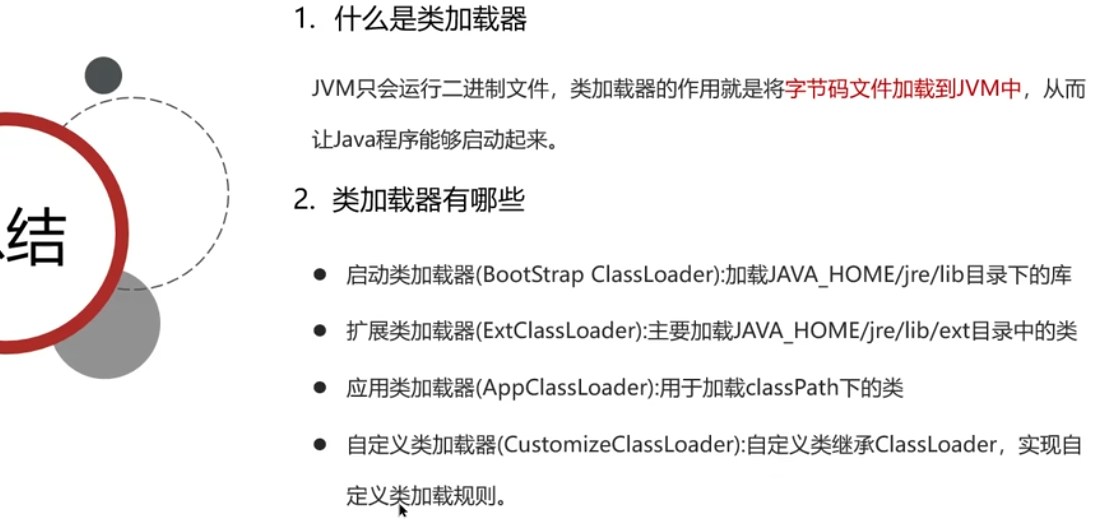 1. 什么是类加载器
JVM只会运行二进制文件，类加载器的作用就是将字节码文件加载到JVM中，从而
让Java程序能够启动起来。
结
2. 类加载器有哪些
● 启动类加载器(BootStrap ClassLoader):加载JAVA_HOME/jre/lib目录下的库
● 扩展类加载器(ExtClassLoader):主要加载JAVA_HOME/jre/lib/ext目录中的类
● 应用类加载器(AppClassLoader):用于加载classPath下的类
● 自定义类加载器(CustomizeClassLoader):自定义类继承ClassLoader，实现自
定义类加载规则。